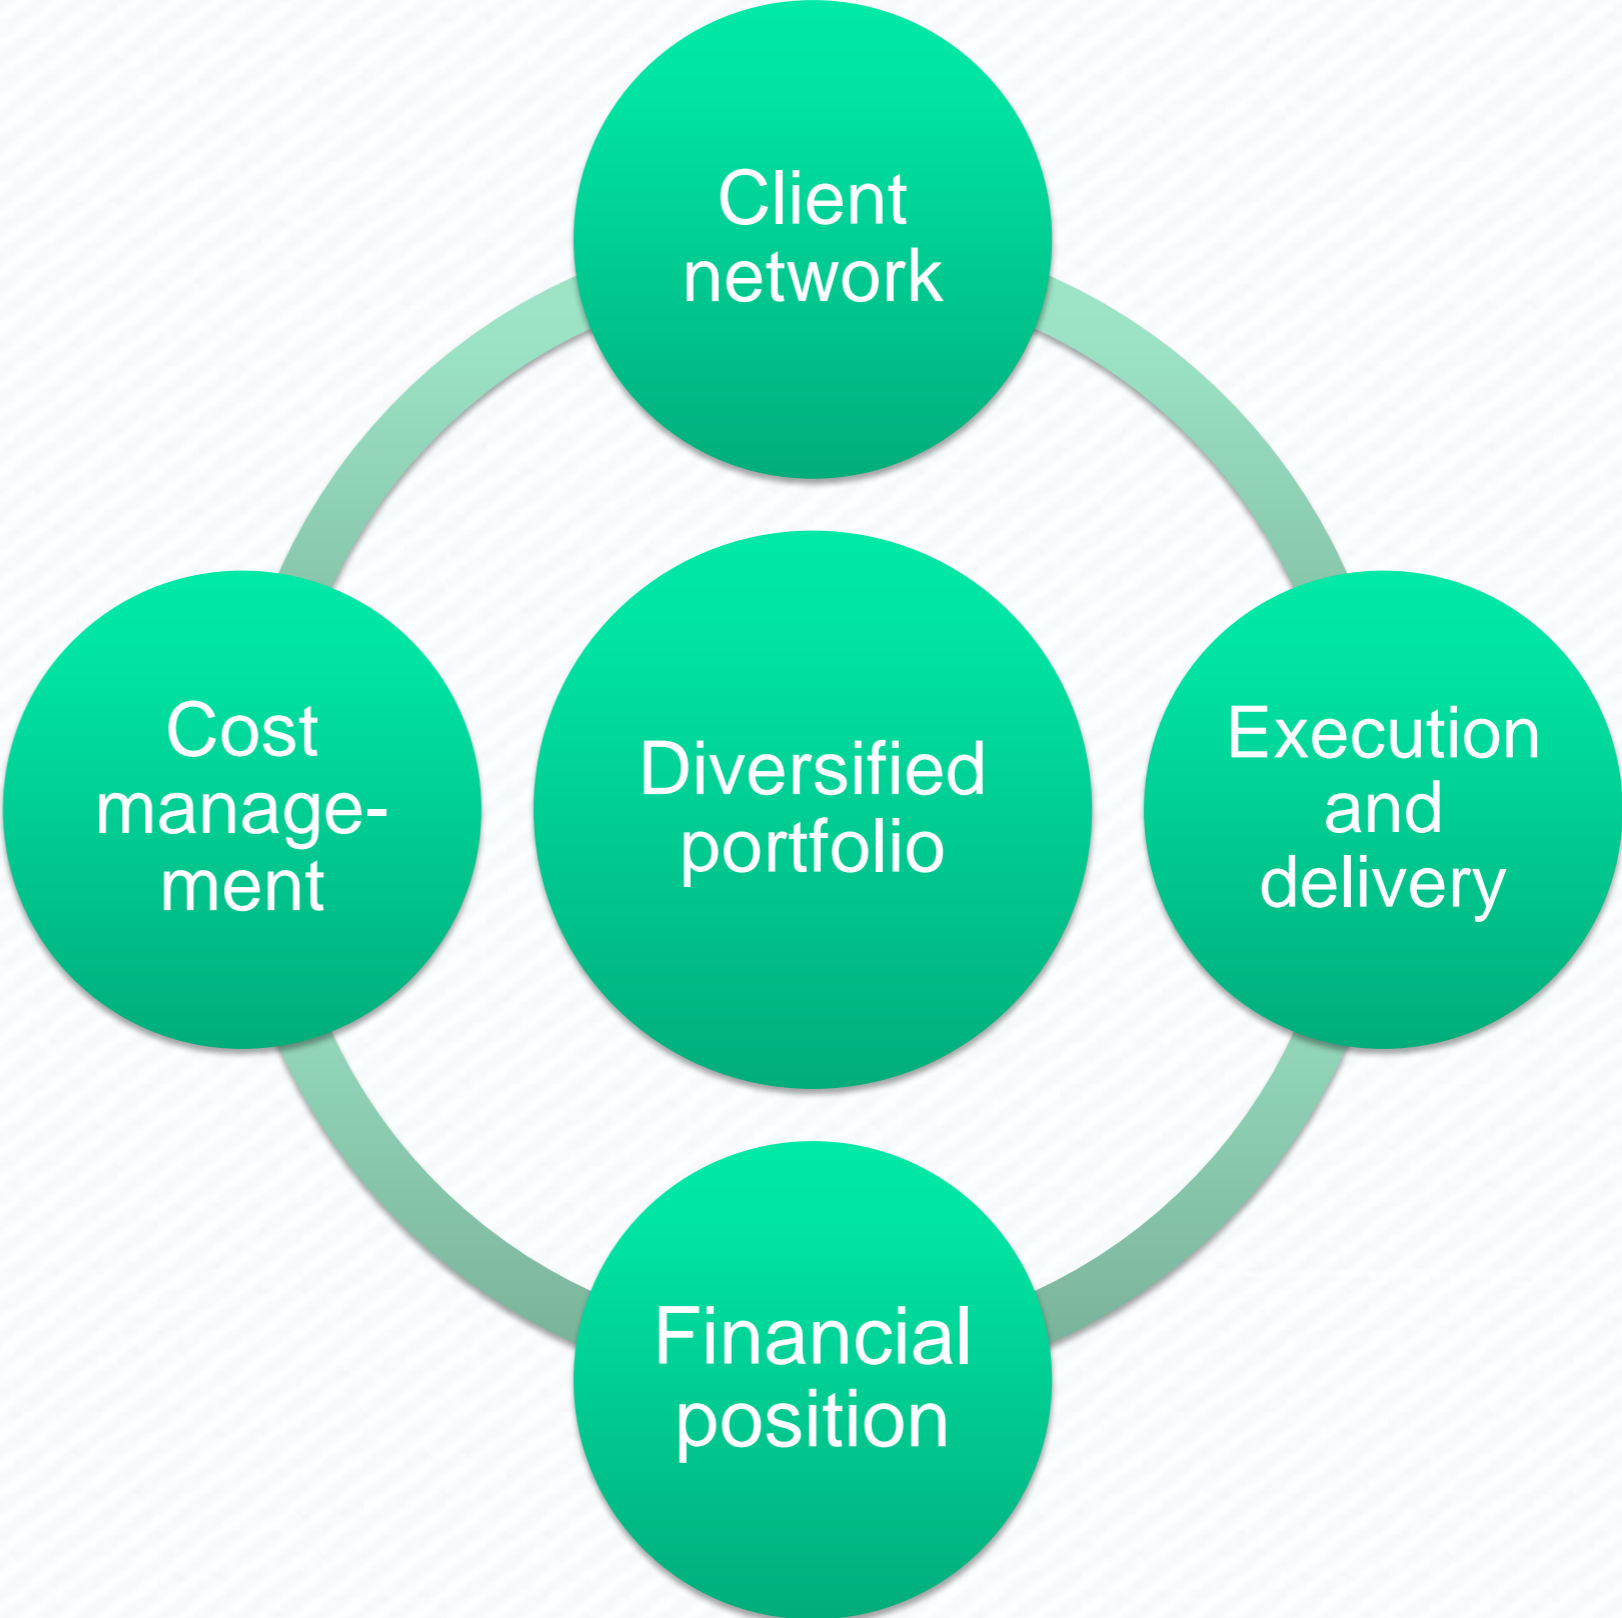 Client
network
Cost
manage-
ment
Diversified
portfolio
Execution
and
delivery
Financial
position